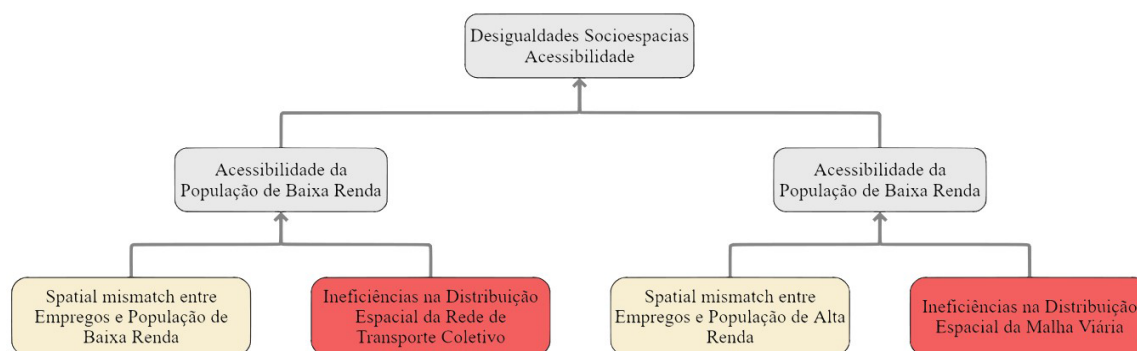 Desigualdades Socioespacias
Acessibilidade
Acessibilidade da
População de Baixa Renda
Acessibilidade da
População de Baixa Renda
Spatial mismatch entre
Empregos e População de
Baixa Renda
Ineficiências na Distribuição
Espacial da Rede de
Transporte Coletivo
Spatial mismatch entre
Empregos e População de Alta
Renda
Ineficiências na Distribuição
Espacial da Malha Viária